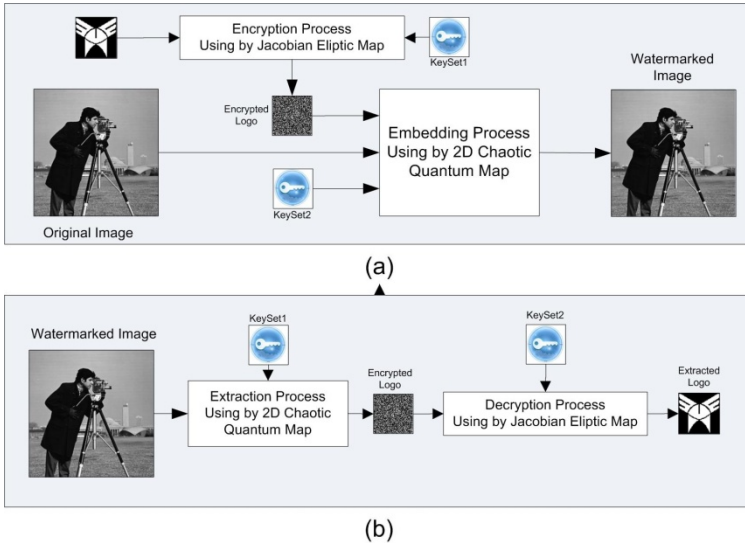 Encryption Process
Using by Jacobian Eliptic Map
KeySet1
Watermarked
Image
Encrypted
Logo
Embedding Process
Using by 2D Chaotic
Quantum Map
KeySet2
Original Image
(a)
Watermarked Image
KeySet1
KeySet2
Extraction Process
Using by 2D Chaotic
Quantum Map
Encrypted
Logo
Decryption Process
Using by Jacobian Eliptic Map
Extracted
Logo
(b)